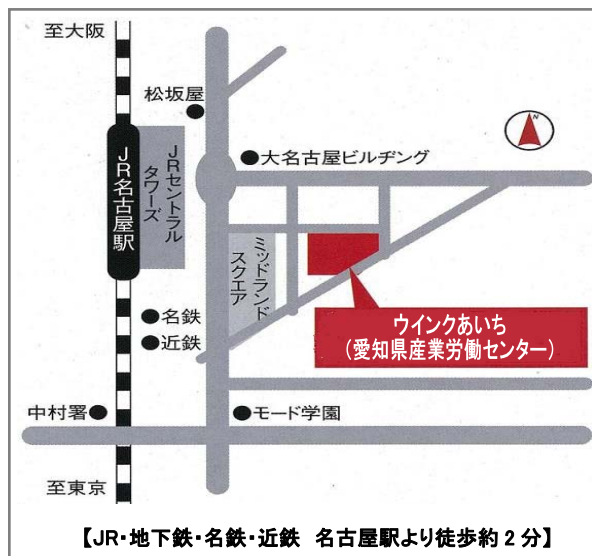 至大阪
松坂屋
N
大名古屋ビルヂング
JR名古屋駅
JRセントラル
タワーズ
ミッドランド
スクエア
名鉄
近鉄
ウインクあいち
（愛知県産業労働センター）
中村署
モード学園
至東京
【JR・地下鉄・名鉄・近鉄 名古屋駅より徒歩約2分】